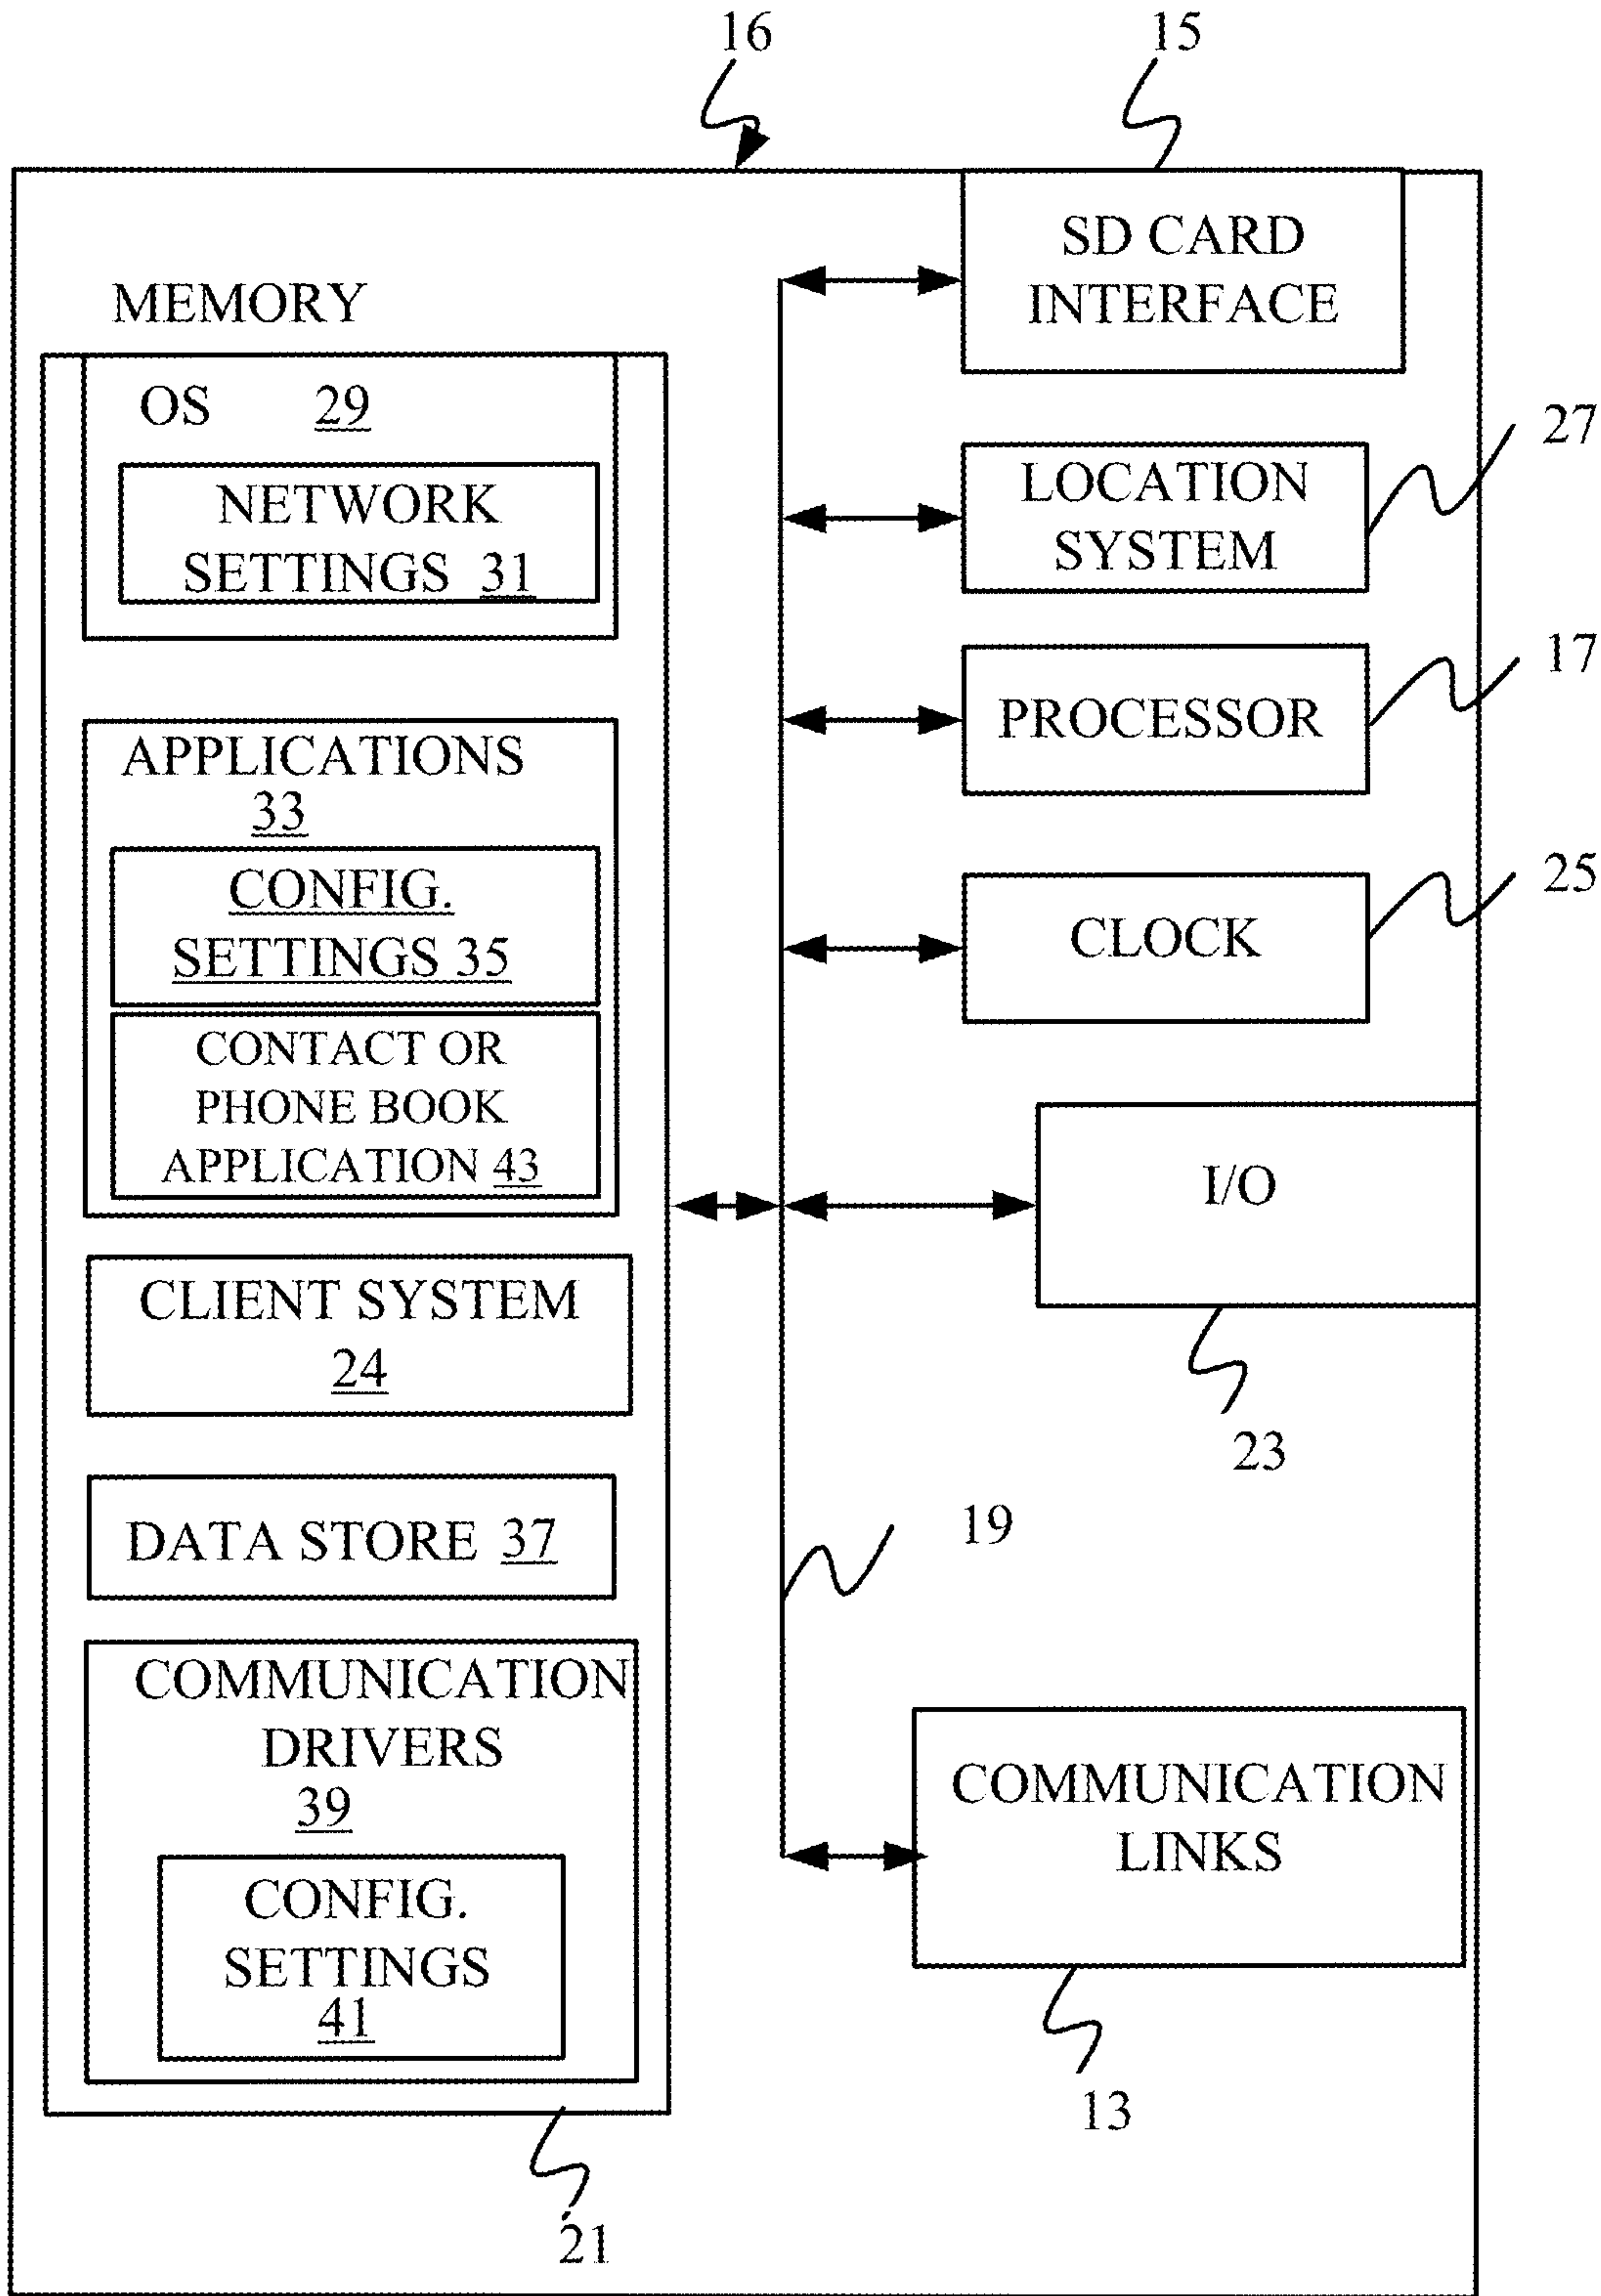 16
15
MEMORY
OS 29
NETWORK
SETTINGS 31
APPLICATIONS
33
CONFIG.
SETTINGS 35
CONTACT OR
PHONE BOOK
APPLICATION 43
CLIENT SYSTEM
24
DATA STORE 37
COMMUNICATION
DRIVERS
39
CONFIG.
SETTINGS
41
21
SD CARD
INTERFACE
LOCATION
SYSTEM
27
PROCESSOR
17
CLOCK
25
I/O
23
19
COMMUNICATION
LINKS
13